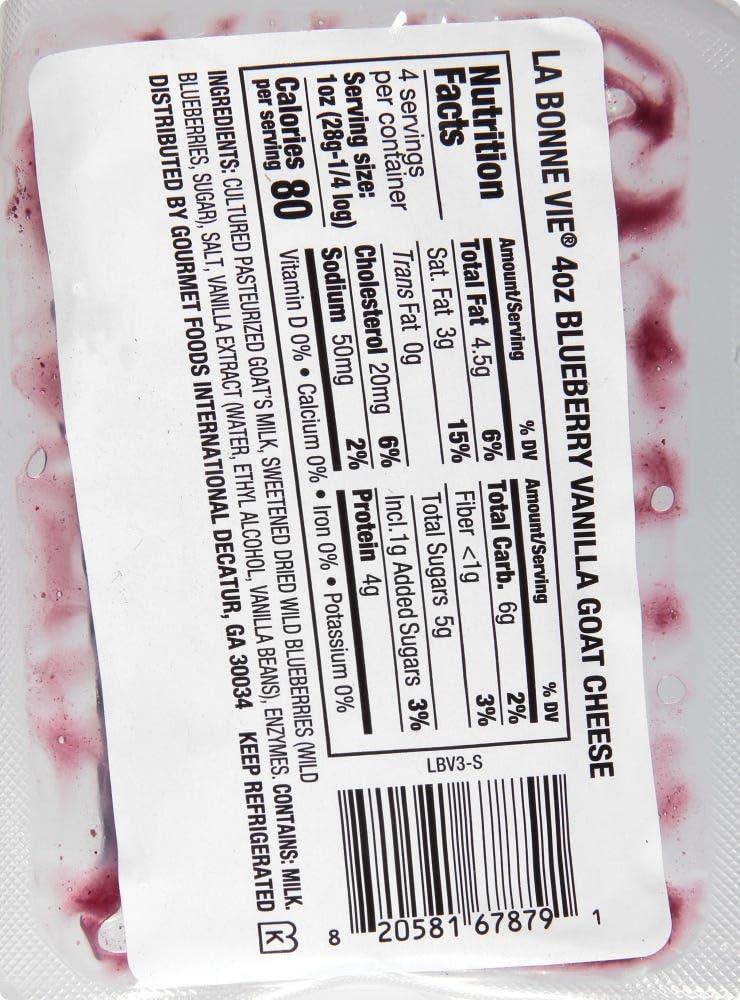 LA BONNE VIE® 4oz BLUEBERRY VANILLA GOAT CHEESE
Nutrition
Facts
4 servings
per container
Serving size:
1oz (28g-1/4 log)
Calories 80
per serving
Amount/Serving % DV
Total Fat 4.5g 6%
Sat. Fat 3g 15%
Trans Fat 0g
Cholesterol 20mg 6%
Sodium 50mg 2%
Amount/Serving % DV
Total Carb. 6g 2%
Fiber <1g 3%
Total Sugars 5g
Incl.1g Added Sugars 3%
Protein 4g
Vitamin D 0% • Calcium 0% • Iron 0% • Potassium 0%
INGREDIENTS: CULTURED PASTEURIZED GOAT'S MILK, SWEETENED DRIED WILD BLUEBERRIES (WILD
BLUEBERRIES, SUGAR), SALT, VANILLA EXTRACT (WATER, ETHYL ALCOHOL, VANILLA BEANS), ENZYMES. CONTAINS: MILK.
DISTRIBUTED BY GOURMET FOODS INTERNATIONAL DECATUR, GA 30034 KEEP REFRIGERATED K
LBV3-S
8 20581 67879 1